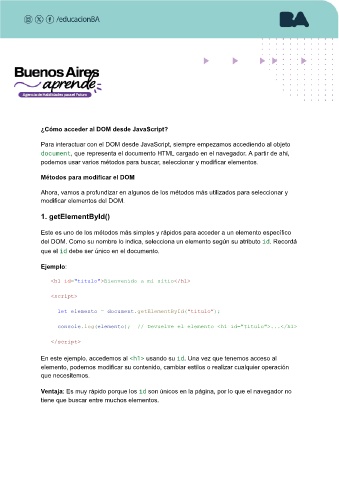 /educacionBA
BA
Buenos Aires
aprende
Agencia de Habilidades para el Futuro
¿Cómo acceder al DOM desde JavaScript?
Para interactuar con el DOM desde JavaScript, siempre empezamos accediendo al objeto
document, que representa el documento HTML cargado en el navegador. A partir de ahí,
podemos usar varios métodos para buscar, seleccionar y modificar elementos.
Métodos para modificar el DOM
Ahora, vamos a profundizar en algunos de los métodos más utilizados para seleccionar y
modificar elementos del DOM.
1. getElementById()
Este es uno de los métodos más simples y rápidos para acceder a un elemento específico
del DOM. Como su nombre lo indica, selecciona un elemento según su atributo id. Recordá
que el id debe ser único en el documento.
Ejemplo:
<h1 id="titulo">Bienvenido a mi sitio</h1>
<script>
let elemento = document.getElementById("titulo");
console.log(elemento); // Devuelve el elemento <h1 id="titulo">...</h1>
</script>
En este ejemplo, accedemos al <h1> usando su id. Una vez que tenemos acceso al
elemento, podemos modificar su contenido, cambiar estilos o realizar cualquier operación
que necesitemos.
Ventaja: Es muy rápido porque los id son únicos en la página, por lo que el navegador no
tiene que buscar entre muchos elementos.